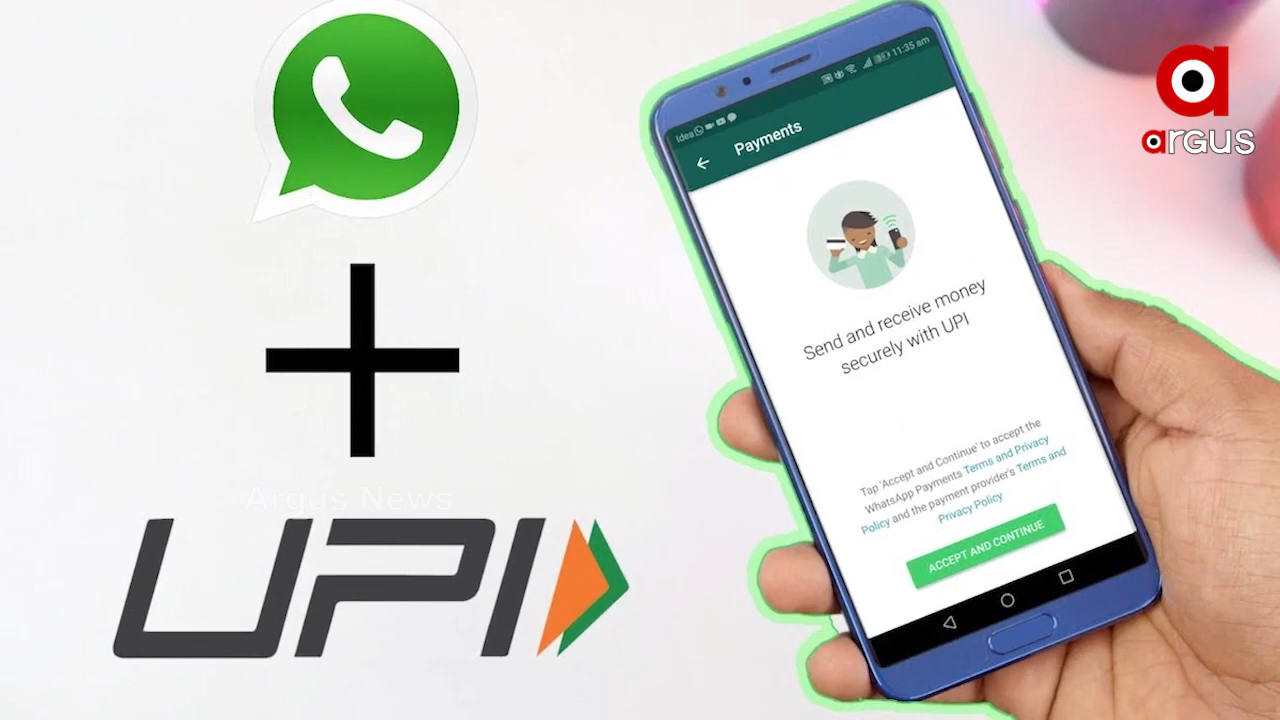 argus
Idea
11:35 am
Payments
Send and receive money
securely with UPI
Tap 'Accept and Continue' to accept the
WhatsApp Payments Terms and Privacy
Policy and the payment provider's Terms and
Privacy Policy
ACCEPT AND CONTINUE
Argus News
UPI